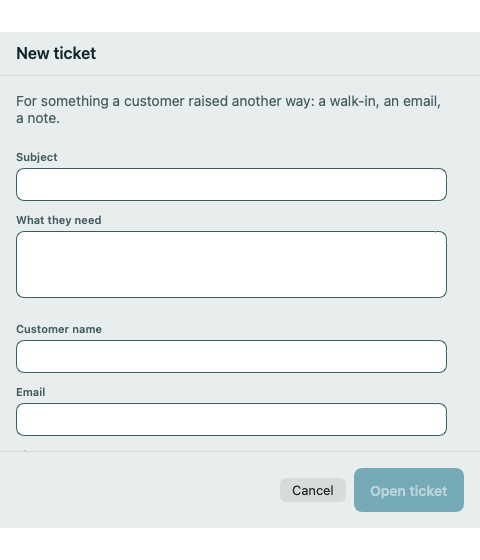 New ticket
For something a customer raised another way: a walk-in, an email,
a note.
Subject
What they need
Customer name
Email
Cancel
Open ticket